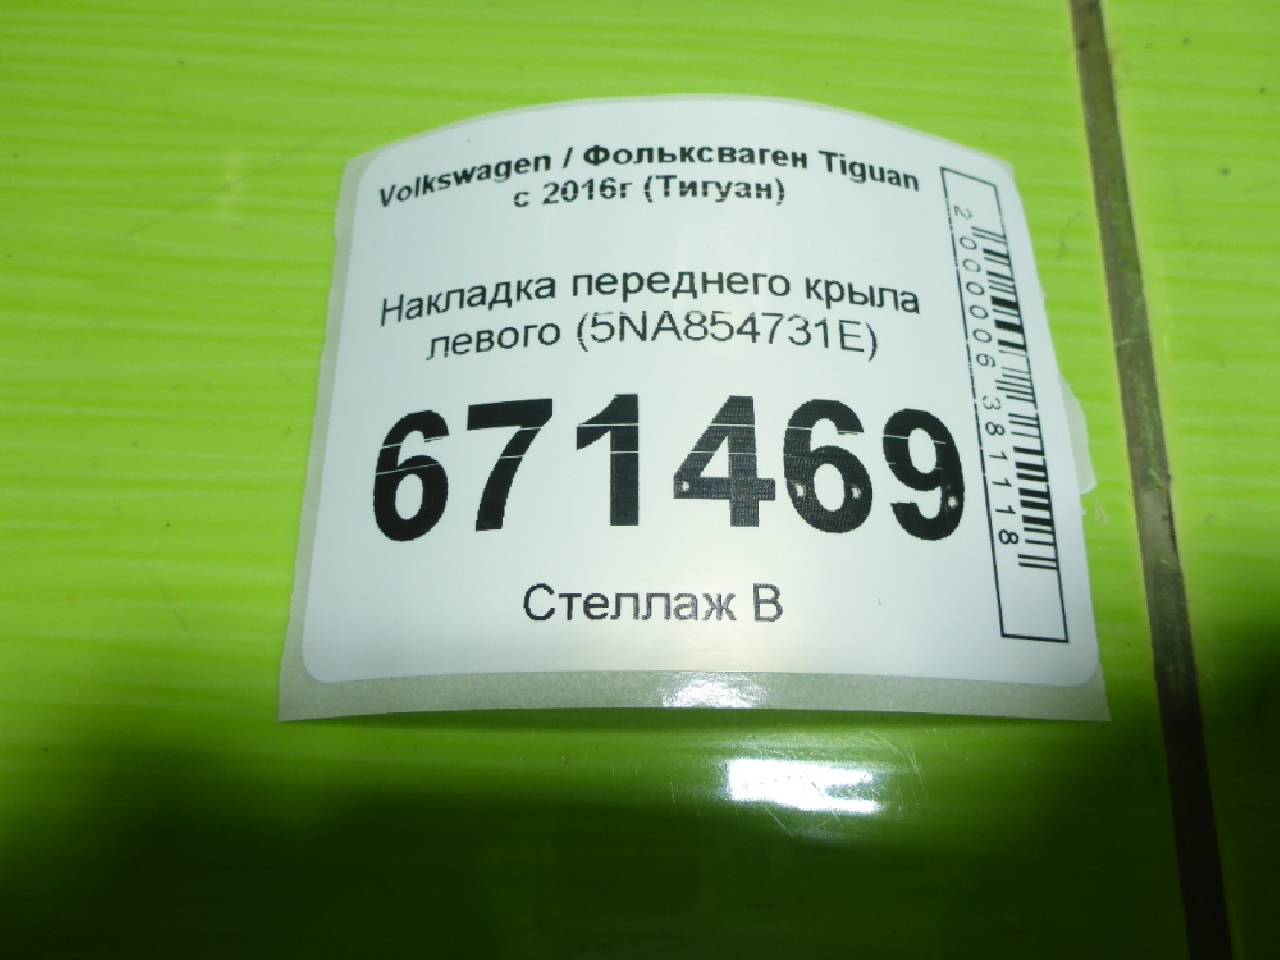 Volkswagen / Фольксваген Tiguan
с 2016г (Тигуан)
Накладка переднего крыла
левого (5NA854731E)
671469
Стеллаж В
2000006381118